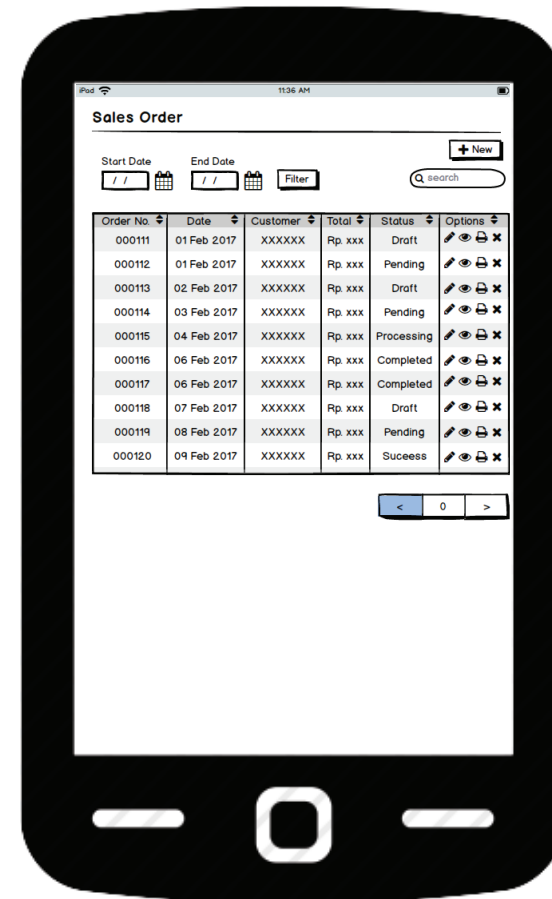 iPod 11:36 AM
Sales Order
+ New
Start Date End Date
/ / / / Filter search
Order No. Date Customer Total Status Options
000111 01 Feb 2017 XXXXXX Rp. xxx Draft
000112 01 Feb 2017 XXXXXX Rp. xxx Pending
000113 02 Feb 2017 XXXXXX Rp. xxx Draft
000114 03 Feb 2017 XXXXXX Rp. xxx Pending
000115 04 Feb 2017 XXXXXX Rp. xxx Processing
000116 06 Feb 2017 XXXXXX Rp. xxx Completed
000117 06 Feb 2017 XXXXXX Rp. xxx Completed
000118 07 Feb 2017 XXXXXX Rp. xxx Draft
000119 08 Feb 2017 XXXXXX Rp. xxx Pending
000120 09 Feb 2017 XXXXXX Rp. xxx Suceess
< 0 >